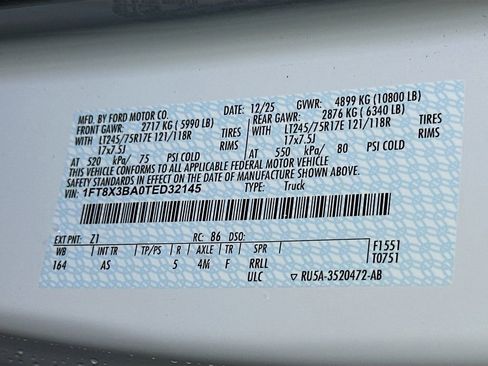 MFD. BY FORD MOTOR CO. DATE: 12/25 GVWR: 4899 KG (10800 LB)
FRONT GAWR: 2717 KG ( 5990 LB) REAR GAWR: 2876 KG ( 6340 LB)
WITH LT245/75R17E 121/118R TIRES WITH LT245/75R17E 121/118R TIRES
17x7.5J RIMS 17x7.5J RIMS
AT 520 kPa/ 75 PSI COLD AT 550 kPa/ 80 PSI COLD
THIS VEHICLE CONFORMS TO ALL APPLICABLE FEDERAL MOTOR VEHICLE
SAFETY STANDARDS IN EFFECT ON THE DATE OF MANUFACTURE SHOWN ABOVE.
VIN: 1FT8X3BA0TED32145 TYPE: Truck
EXT PNT: Z1 RC: 86 DSO: F1551
WB INT TR TP/PS R AXLE TR SPR T0751
164 AS 5 4M F RRLL
ULC ▽ RU5A-3520472-AB